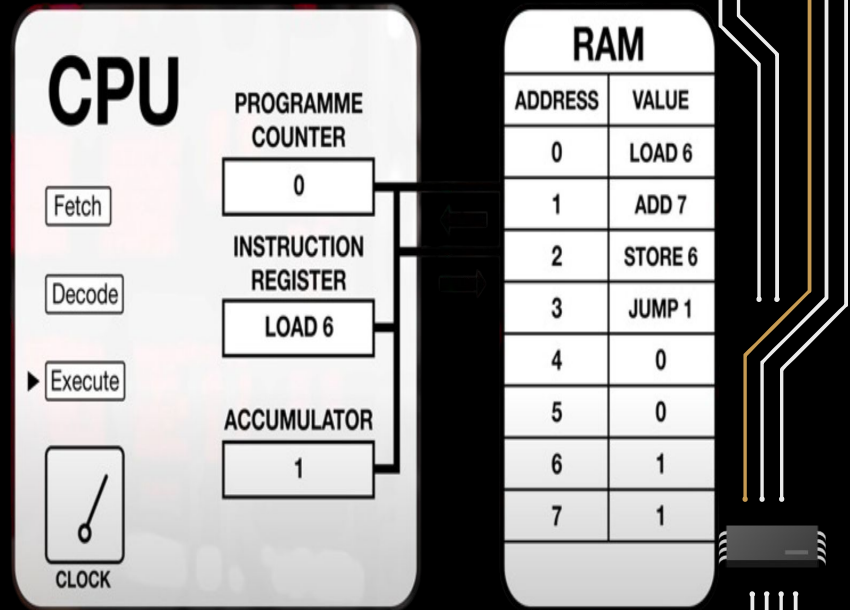 CPU
PROGRAMME
COUNTER
0
Fetch
INSTRUCTION
REGISTER
LOAD 6
Decode
Execute
ACCUMULATOR
1
CLOCK
RAM
ADDRESS VALUE
0 LOAD 6
1 ADD 7
2 STORE 6
3 JUMP 1
4 0
5 0
6 1
7 1